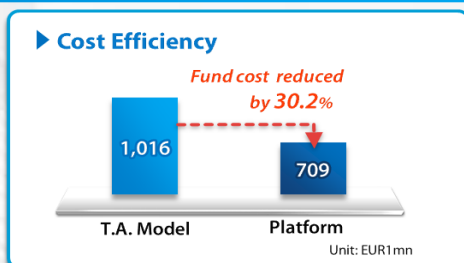 Cost Efficiency
Fund cost reduced
by 30.2%
1,016
709
T.A. Model
Platform
Unit: EUR1mn